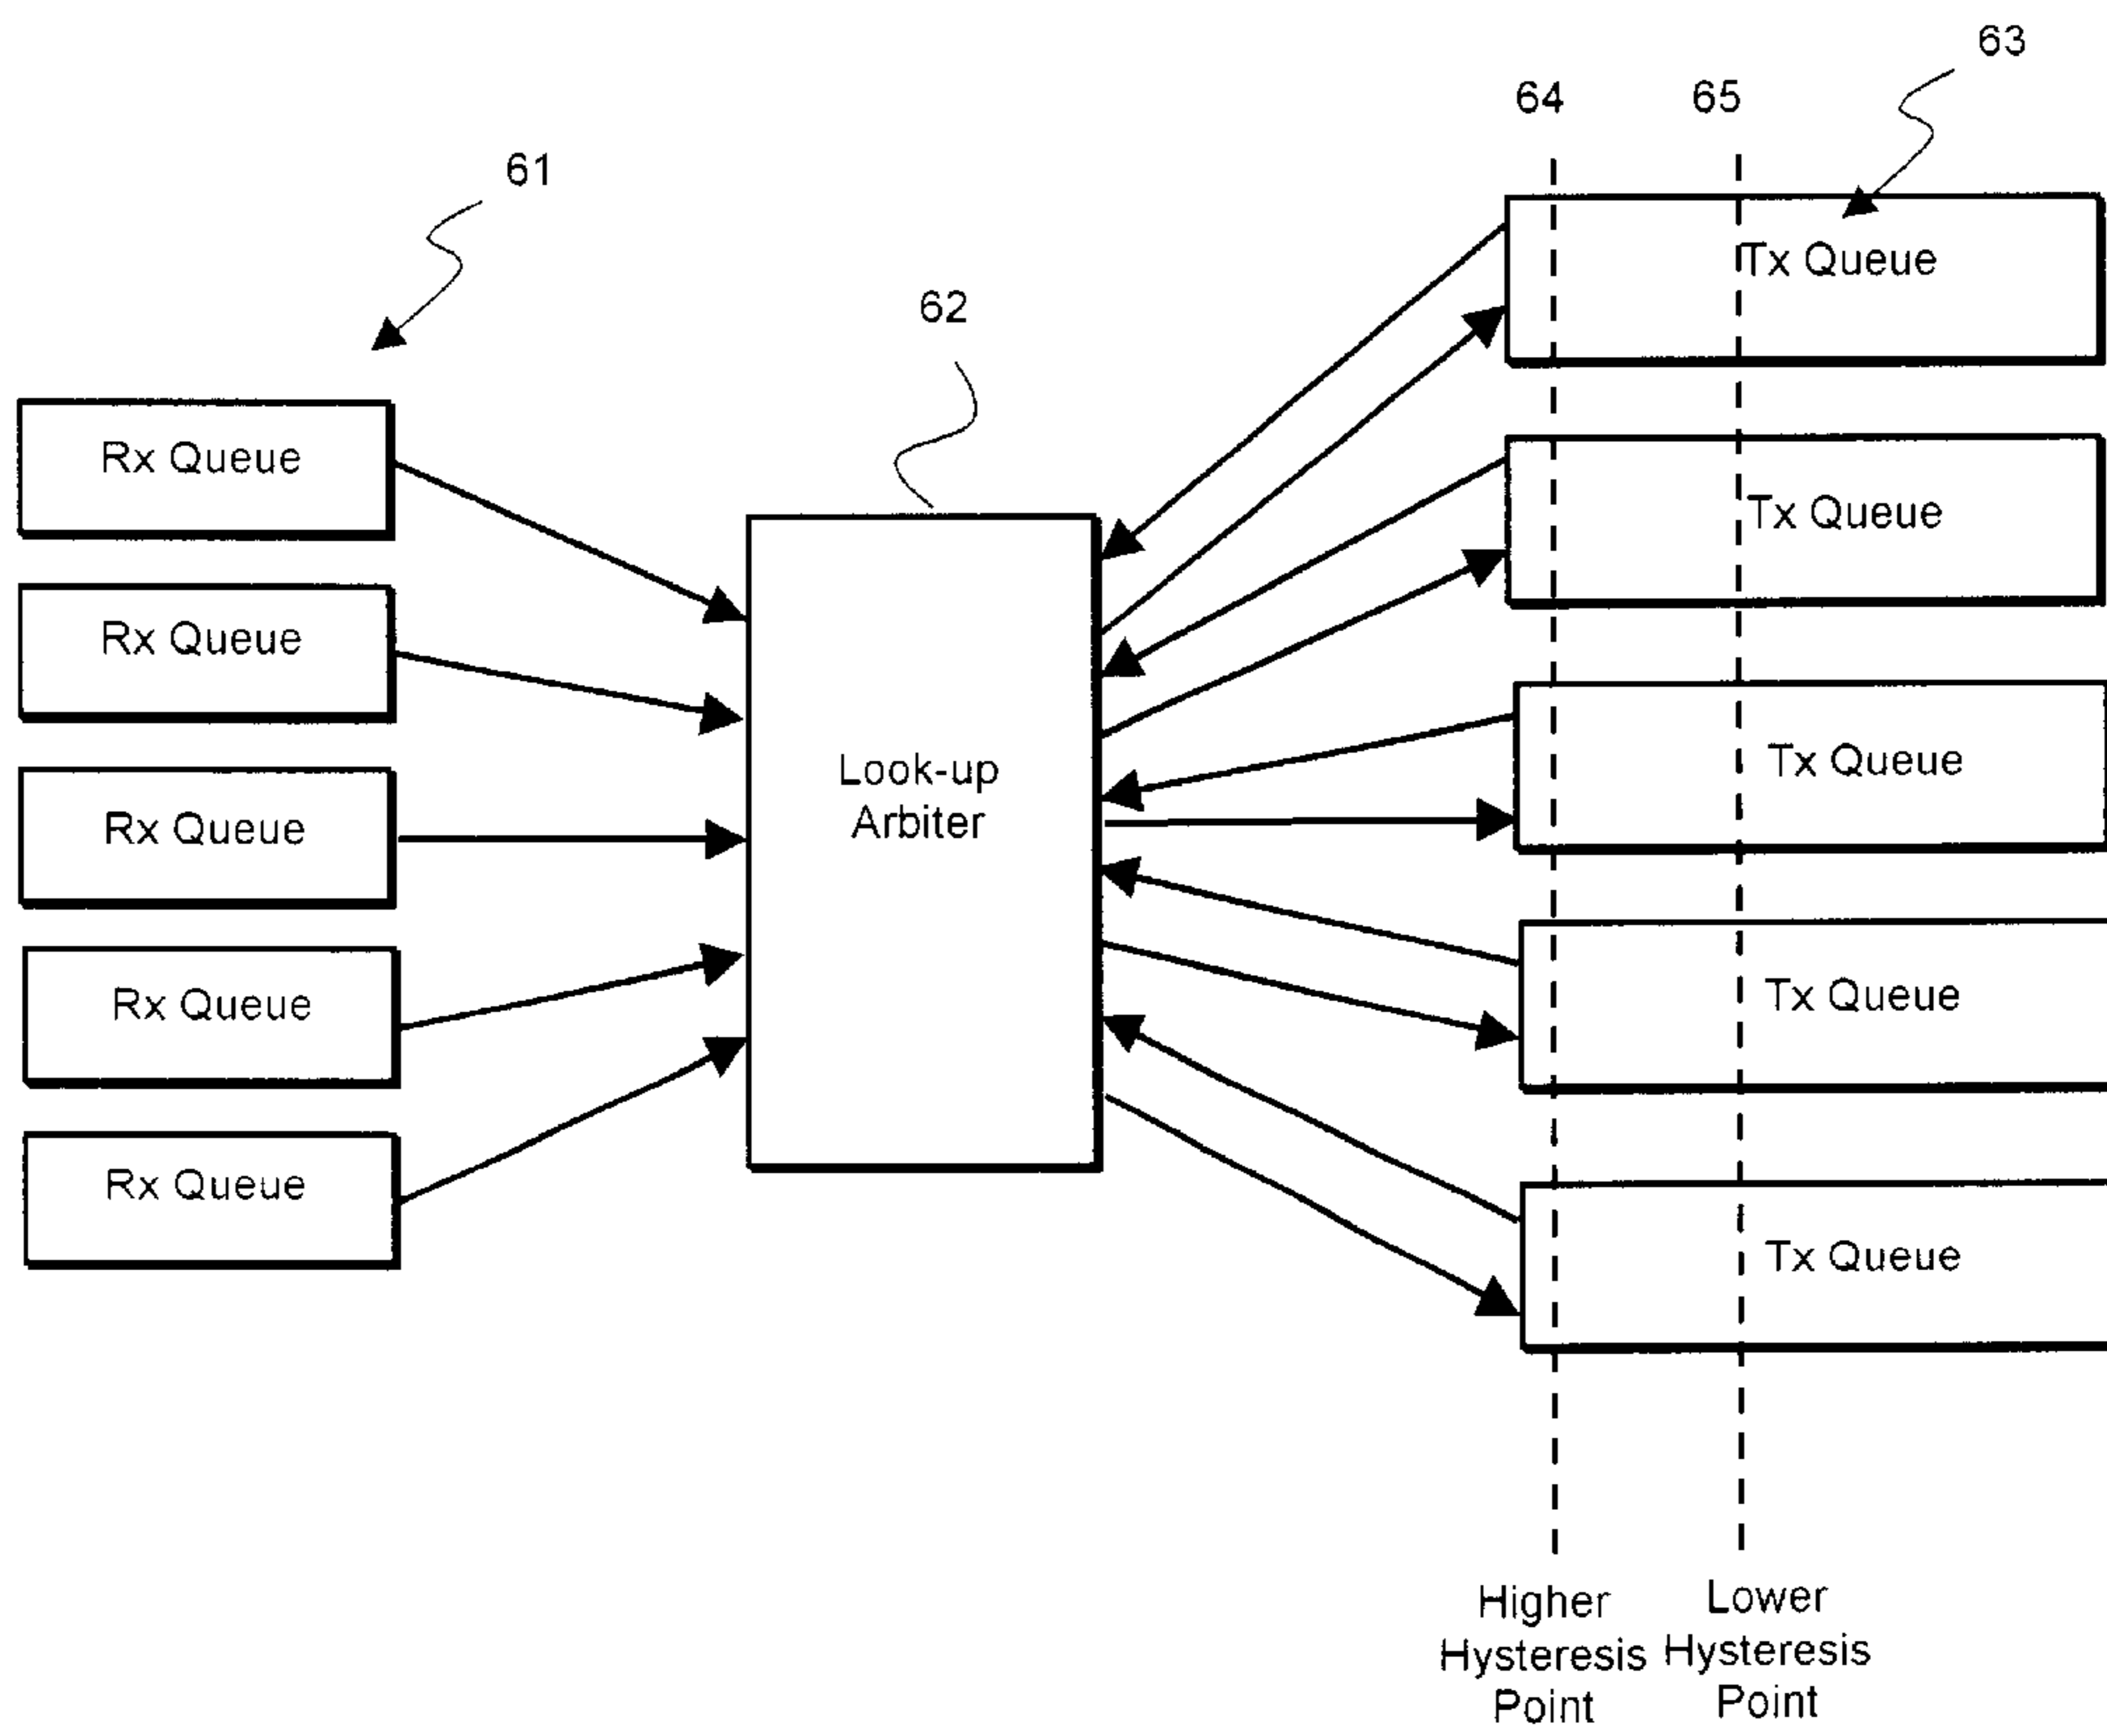 63
64
65
61
Tx Queue
62
Rx Queue
Tx Queue
Rx Queue
Look-up
Arbiter
Tx Queue
Rx Queue
Rx Queue
Tx Queue
Rx Queue
Tx Queue
Higher
Hysteresis
Point
Lower
Hysteresis
Point